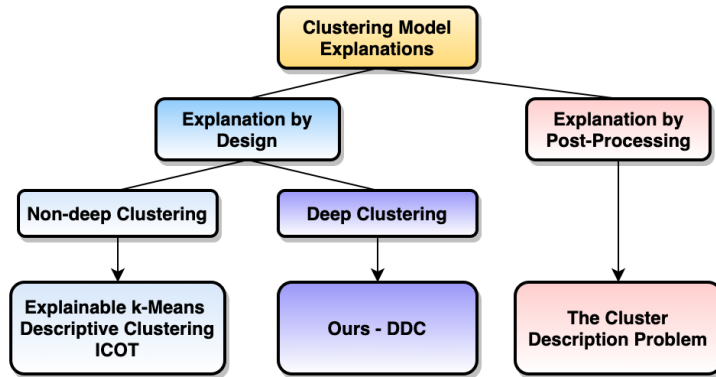 Clustering Model
Explanations
Explanation by
Design
Explanation by
Post-Processing
Non-deep Clustering
Deep Clustering
Explainable k-Means
Descriptive Clustering
ICOT
Ours - DDC
The Cluster
Description Problem